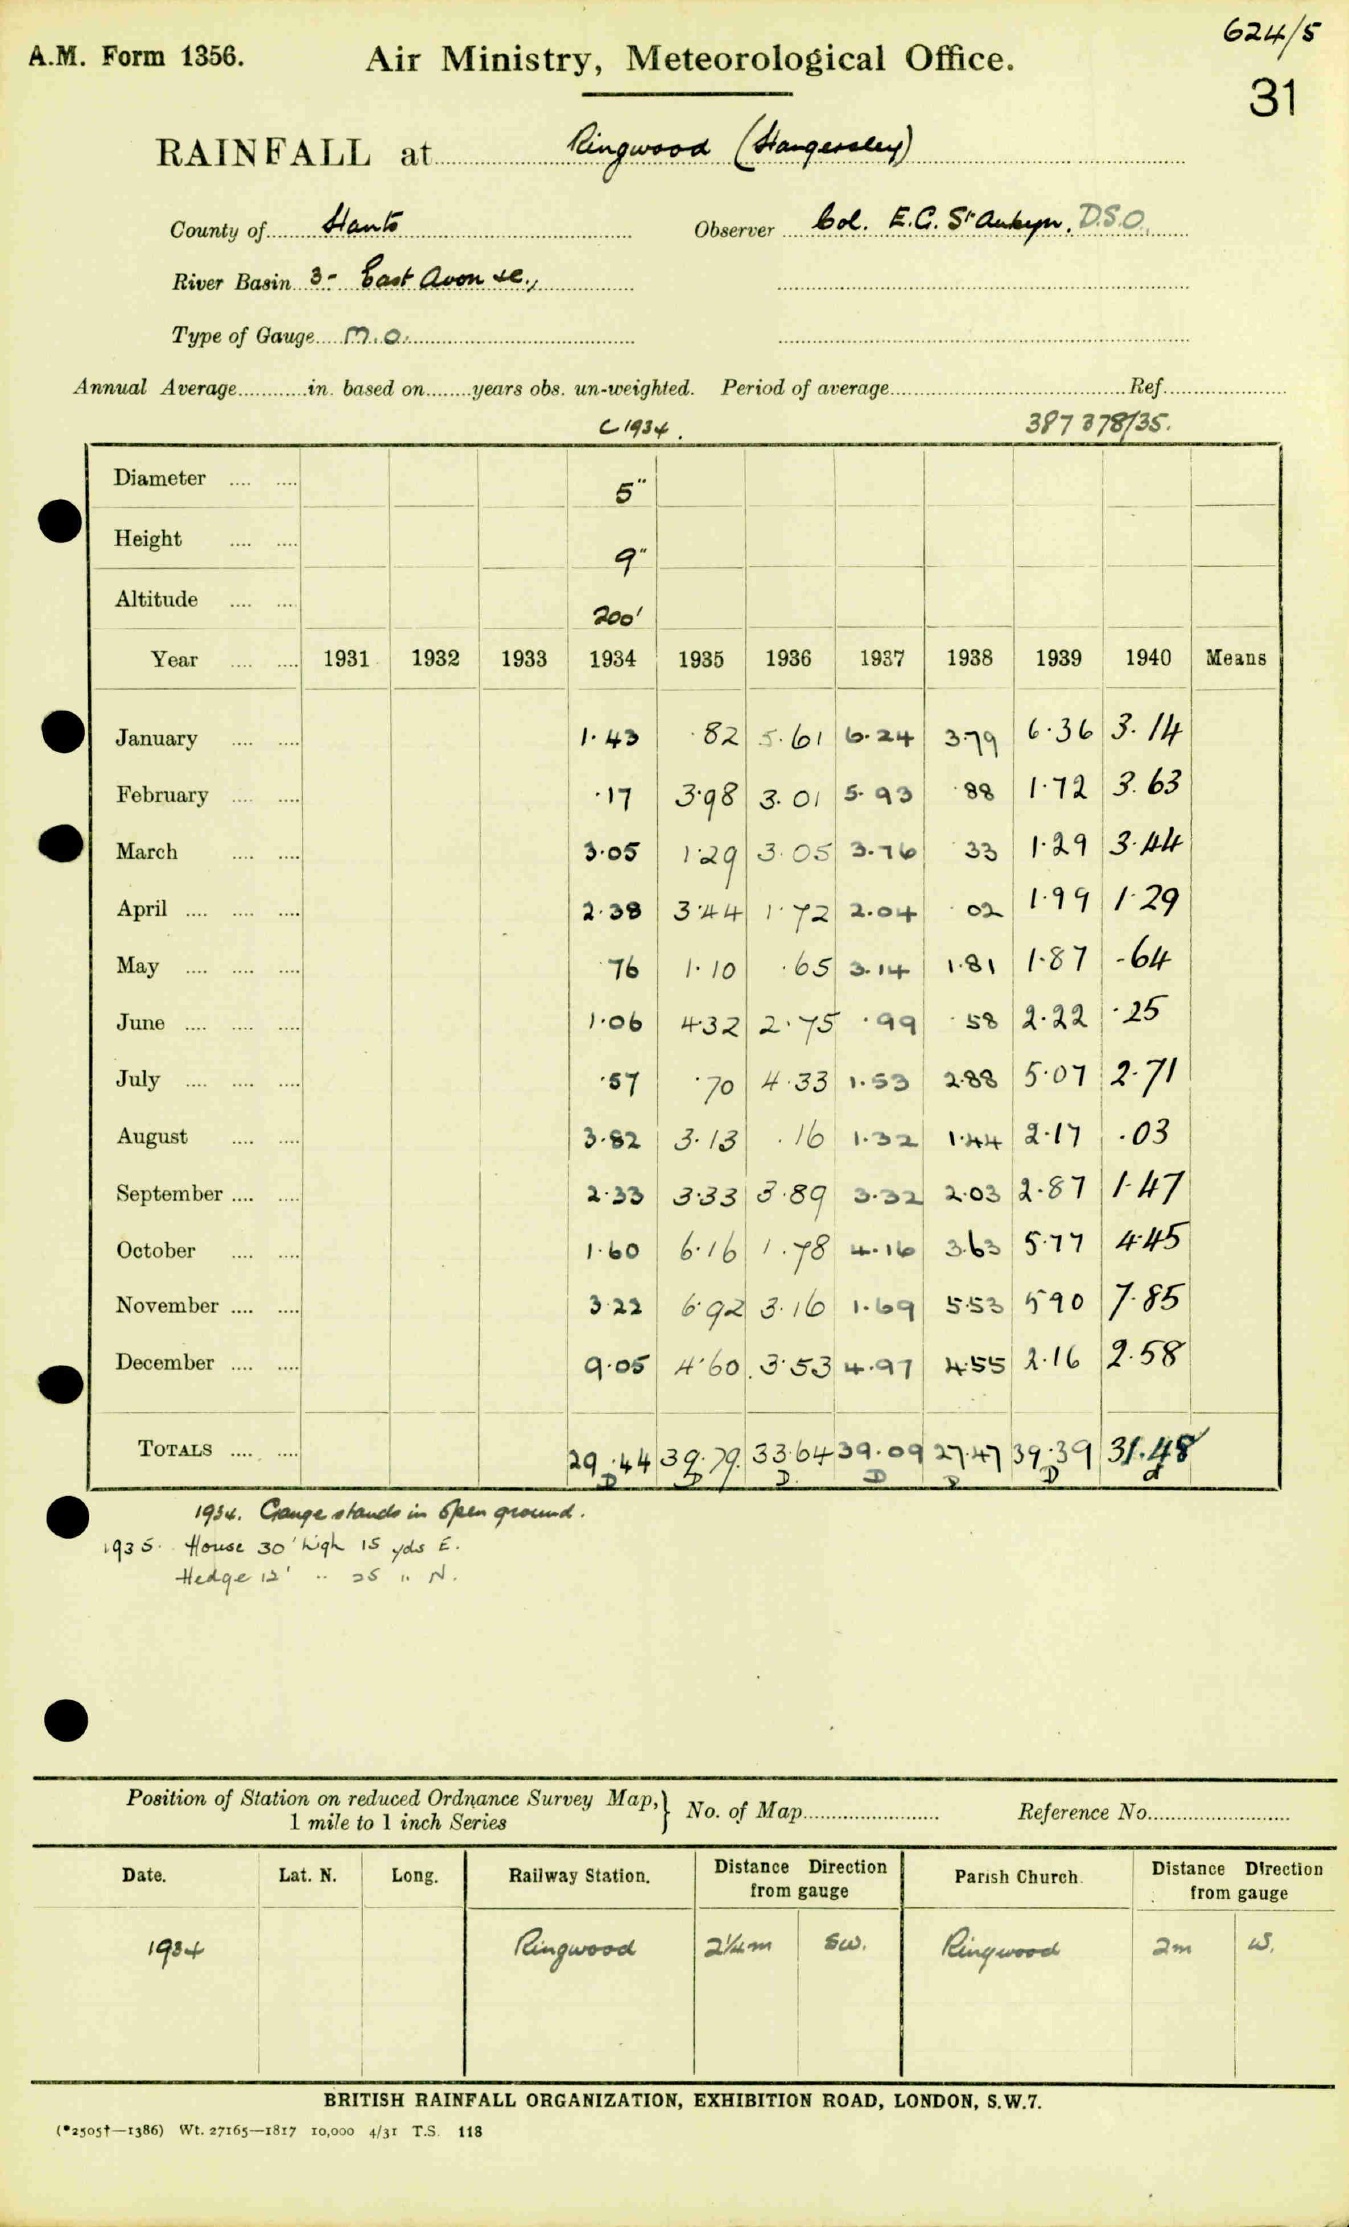 624/5
A.M. Form 1356. Air Ministry, Meteorological Office.
31
RAINFALL at Ringwood (Hangersley)
County of Hants Observer Col. E.G. St Aubyn. D.S.O.
River Basin 3 - East Avon &c.,
Type of Gauge M.O.
Annual Average in. based on years obs. un-weighted. Period of average Ref.
C 1934. 387378/35.
Diameter 5"
Height 9"
Altitude 200'
Year 1931 1932 1933 1934 1935 1936 1937 1938 1939 1940 Means
January 1.43 .82 5.61 6.24 3.79 6.36 3.14
February .17 3.98 3.01 5.93 .88 1.72 3.63
March 3.05 1.29 3.05 3.76 33 1.29 3.44
April 2.38 3.44 1.72 2.04 .02 1.99 1.29
May .76 1.10 .65 3.14 1.81 1.87 .64
June 1.06 4.32 2.75 .99 .58 2.22 .25
July .57 .70 4.33 1.53 2.88 5.07 2.71
August 3.82 3.13 .16 1.32 1.44 2.17 .03
September 2.33 3.33 3.89 3.32 2.03 2.87 1.47
October 1.60 6.16 1.78 4.16 3.63 5.77 4.45
November 3.22 6.92 3.16 1.69 5.53 5.90 7.85
December 9.05 4.60 3.53 4.97 4.55 2.16 2.58
TOTALS 29.44 39.79. 33.64 39.09 27.47 39.39 31.48
D D D. D D D d
1934. Gauge stands in open ground.
1935. House 30' high 15 yds E.
Hedge 12' " 25 " N.
Position of Station on reduced Ordnance Survey Map, } No. of Map Reference No.
1 mile to 1 inch Series
Date. Lat. N. Long. Railway Station. Distance Direction from gauge Parish Church. Distance Direction from gauge
1934 Ringwood 2¼m SW. Ringwood 2m W.
BRITISH RAINFALL ORGANIZATION, EXHIBITION ROAD, LONDON, S.W.7.
(*2505†—1386) Wt. 27165—1817 10,000 4/31 T.S. 118